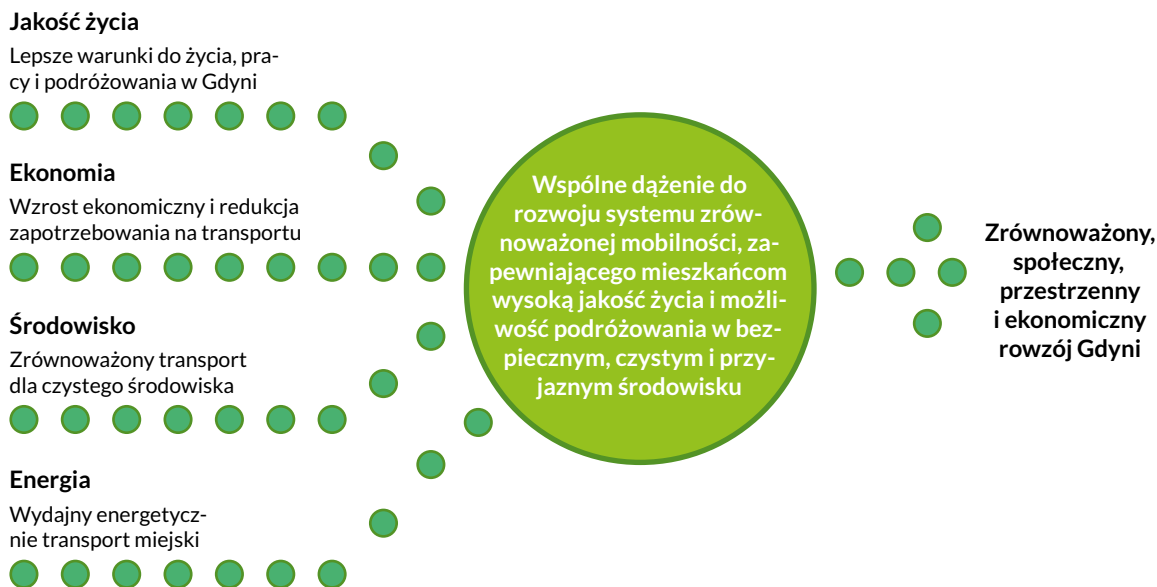 Jakość życia
Lepsze warunki do życia, pra-
cy i podróżowania w Gdyni
Ekonomia
Wzrost ekonomiczny i redukcja
zapotrzebowania na transportu
Środowisko
Zrównoważony transport
dla czystego środowiska
Energia
Wydajny energetycz-
nie transport miejski
Wspólne dążenie do
rozwoju systemu zrów-
noważonej mobilności, za-
pewniającego mieszkańcom
wysoką jakość życia i możli-
wość podróżowania w bez-
piecznym, czystym i przy-
jaznym środowisku
Zrównoważony,
społeczny,
przestrzenny
i ekonomiczny
rowzój Gdyni